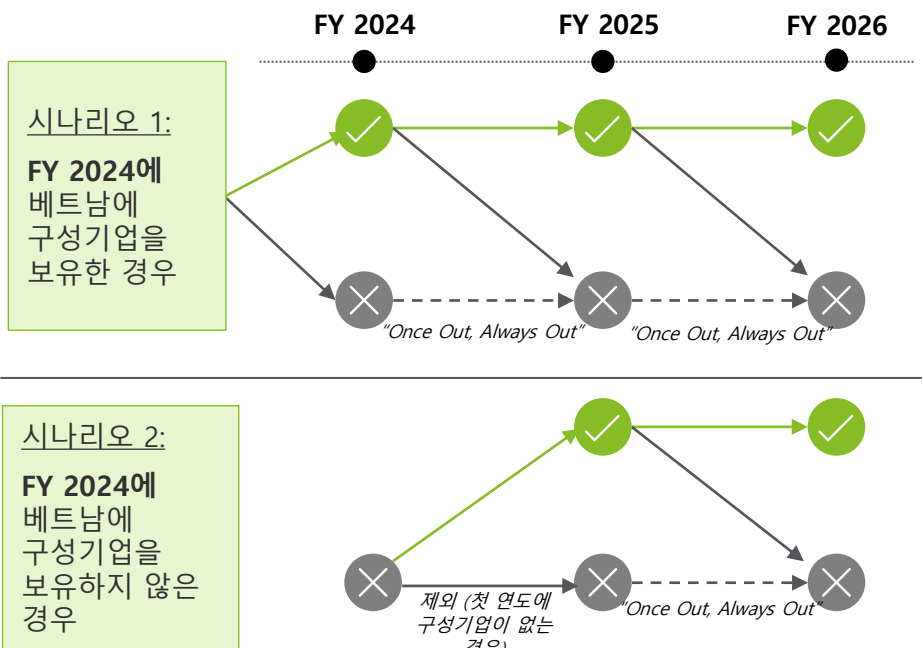 FY 2024
FY 2025
FY 2026
시나리오 1:
FY 2024에
베트남에
구성기업을
보유한 경우
"Once Out, Always Out"
"Once Out, Always Out"
시나리오 2:
FY 2024에
베트남에
구성기업을
보유하지 않은
경우
제외 (첫 연도에
구성기업이 없는
경우)
"Once Out, Always Out"